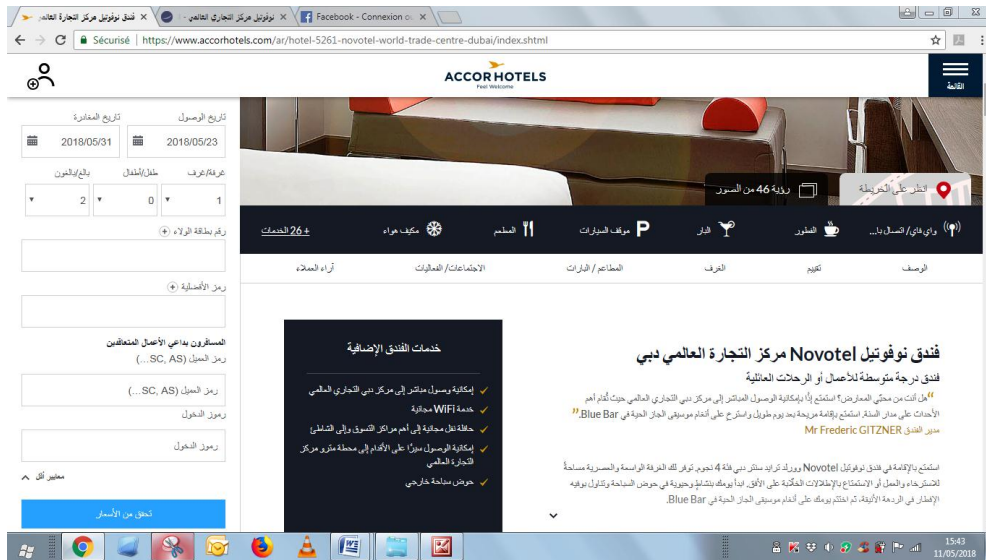 فندق نوفوتيل مركز التجارة العالمي
نوفوتيل مركز التجاري العالمي -
Facebook - Connexion ou
Sécurisé | https://www.accorhotels.com/ar/hotel-5261-novotel-world-trade-centre-dubai/index.shtml
ACCOR HOTELS
Feel Welcome
القائمة
تاريخ الوصول تاريخ المغادرة
2018/05/23 2018/05/31
غرفة/غرف طفل/أطفال بالغ/بالغون
1 0 2
رقم بطاقة الولاء
رمز الأفضلية
المسافرون بداعي الأعمال المتعاقدين
رمز العميل (SC, AS…)
رمز العميل (SC, AS…)
رموز الدخول
رموز الدخول
معايير أقل
تحقق من الأسعار
انظر على الخريطة
رؤية 46 من الصور
واي فاي/ اتصال با... الفطور البار موقف السيارات المطعم مكيف هواء + 26 الخدمات
الوصف تقييم الغرف المطاعم / البارات الاجتماعات/ الفعاليات آراء العملاء
فندق نوفوتيل Novotel مركز التجارة العالمي دبي
فندق درجة متوسطة للأعمال أو الرحلات العائلية
"هل أنت من محبّي المعارض؟ استمتع إذًا بإمكانية الوصول المباشر إلى مركز دبي التجاري العالمي حيث تُقام أهم
الأحداث على مدار السنة. استمتع بإقامة مريحة بعد يوم طويل واسترخِ على أنغام موسيقى الجاز الحية في Blue Bar."
مدير الفندق Mr Frederic GITZNER
استمتع بالإقامة في فندق نوفوتيل Novotel وورلد ترايد سنتر دبي فئة 4 نجوم. توفر لك الغرفة الواسعة والعصرية مساحةً
للاسترخاء والعمل أو الاستمتاع بالإطلالات الخلّابة على الأفق. ابدأ يومك بنشاطٍ وحيوية في حوض السباحة وتناول بوفيه
الإفطار في الردهة الأنيقة، ثم اختتم يومك على أنغام موسيقى الجاز الحية في Blue Bar.
خدمات الفندق الإضافية
إمكانية وصول مباشر إلى مركز دبي التجاري العالمي
خدمة WiFi مجانية
حافلة نقل مجانية إلى أهم مراكز التسوق وإلى الشاطئ
إمكانية الوصول سيرًا على الأقدام إلى محطة مترو مركز
التجارة العالمي
حوض سباحة خارجي
15:43
11/05/2018